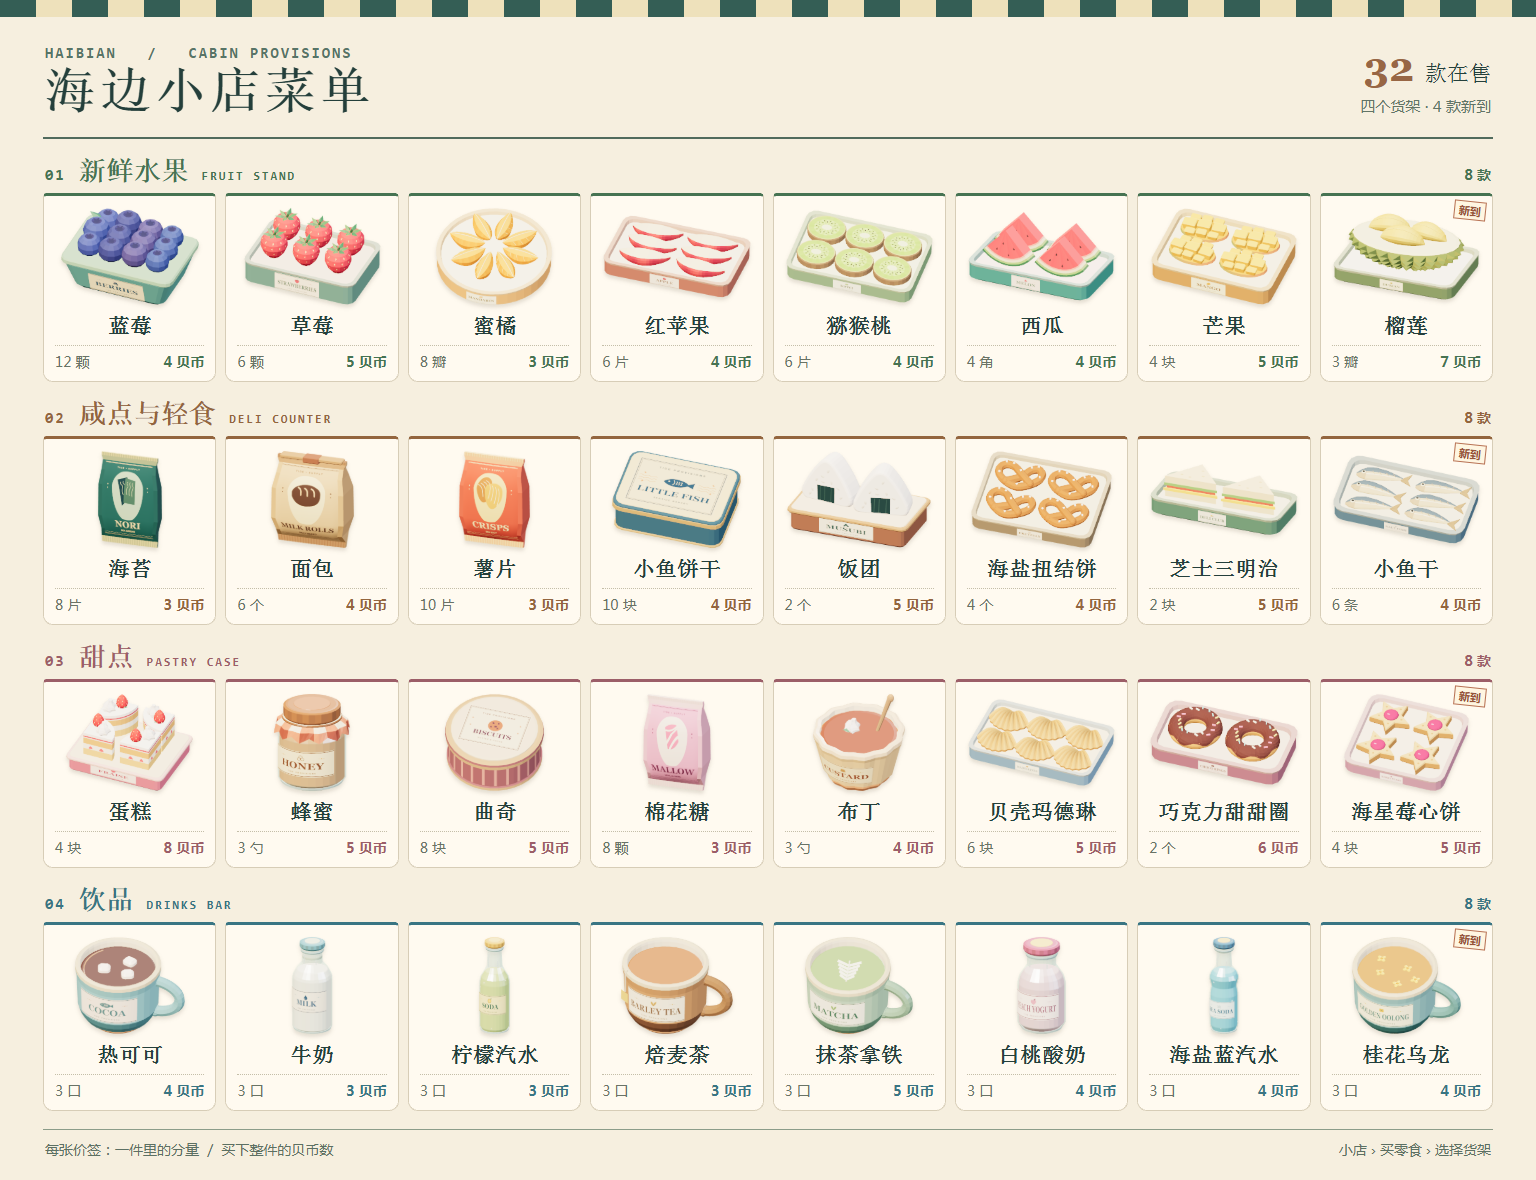 HAIBIAN / CABIN PROVISIONS
海边小店菜单
32 款在售
四个货架 · 4 款新到
01 新鲜水果 FRUIT STAND 8 款
BERRIES
新到
蓝莓 草莓 蜜橘 红苹果 猕猴桃 西瓜 芒果 榴莲
12 颗 4 贝币 6 颗 5 贝币 8 瓣 3 贝币 6 片 4 贝币 6 片 4 贝币 4 角 4 贝币 4 块 5 贝币 3 瓣 7 贝币
02 咸点与轻食 DELI COUNTER 8 款
新到
NORI
MILK ROLLS
CRISPS
LITTLE FISH
MUSUBI
海苔 面包 薯片 小鱼饼干 饭团 海盐扭结饼 芝士三明治 小鱼干
8 片 3 贝币 6 个 4 贝币 10 片 3 贝币 10 块 4 贝币 2 个 5 贝币 4 个 4 贝币 2 块 5 贝币 6 条 4 贝币
03 甜点 PASTRY CASE 8 款
新到
HONEY
BISCUITS
MALLOW
USTARD
蛋糕 蜂蜜 曲奇 棉花糖 布丁 贝壳玛德琳 巧克力甜甜圈 海星莓心饼
4 块 8 贝币 3 勺 5 贝币 8 块 5 贝币 8 颗 3 贝币 3 勺 4 贝币 6 块 5 贝币 2 个 6 贝币 4 块 5 贝币
04 饮品 DRINKS BAR 8 款
新到
COCOA
MILK
SODA
BARLEY TEA
MATCHA
热可可 牛奶 柠檬汽水 焙麦茶 抹茶拿铁 白桃酸奶 海盐蓝汽水 桂花乌龙
3 口 4 贝币 3 口 3 贝币 3 口 3 贝币 3 口 3 贝币 3 口 5 贝币 3 口 4 贝币 3 口 4 贝币 3 口 4 贝币
每张价签：一件里的分量 / 买下整件的贝币数
小店 › 买零食 › 选择货架